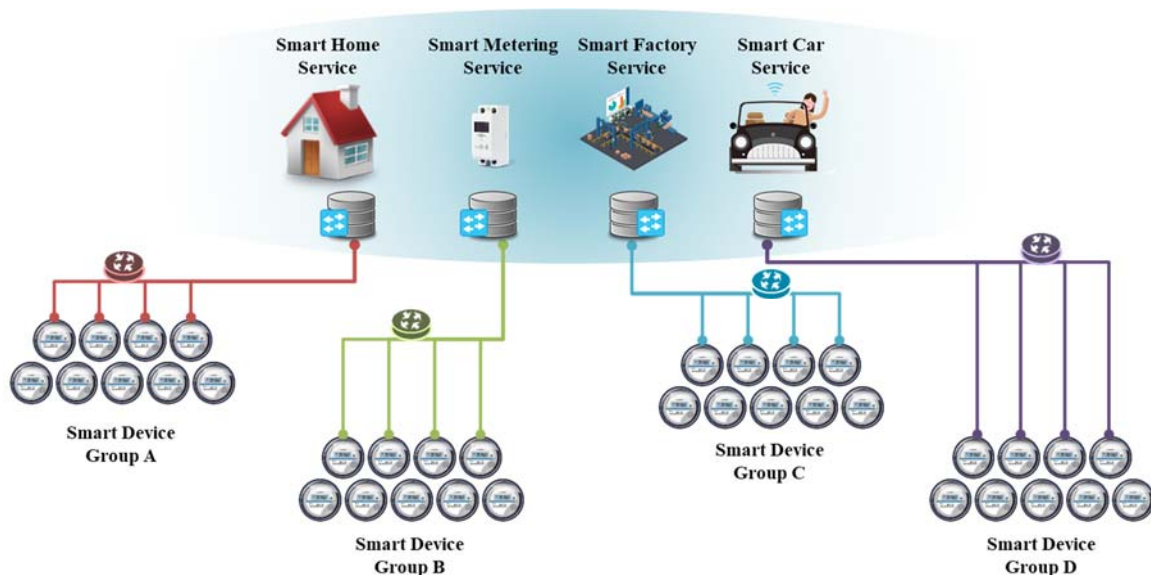 Smart Home
Service
Smart Metering
Service
Smart Factory
Service
Smart Car
Service
Smart Device
Group A
Smart Device
Group B
Smart Device
Group C
Smart Device
Group D